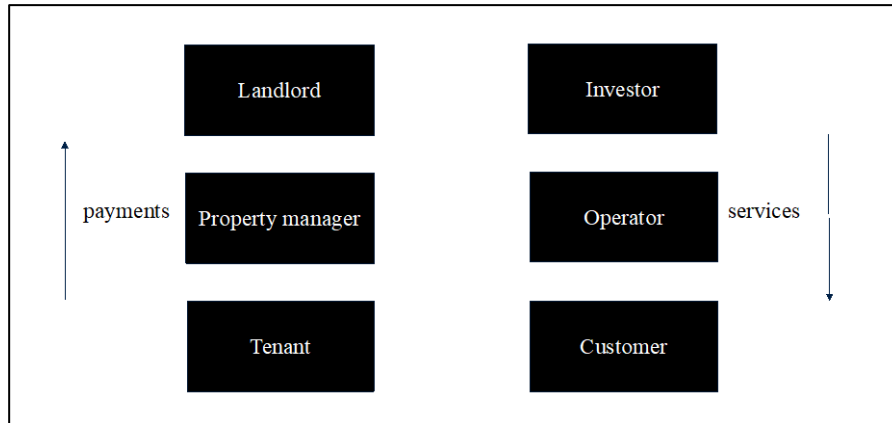 Landlord
Investor
payments
Property manager
Operator
services
Tenant
Customer